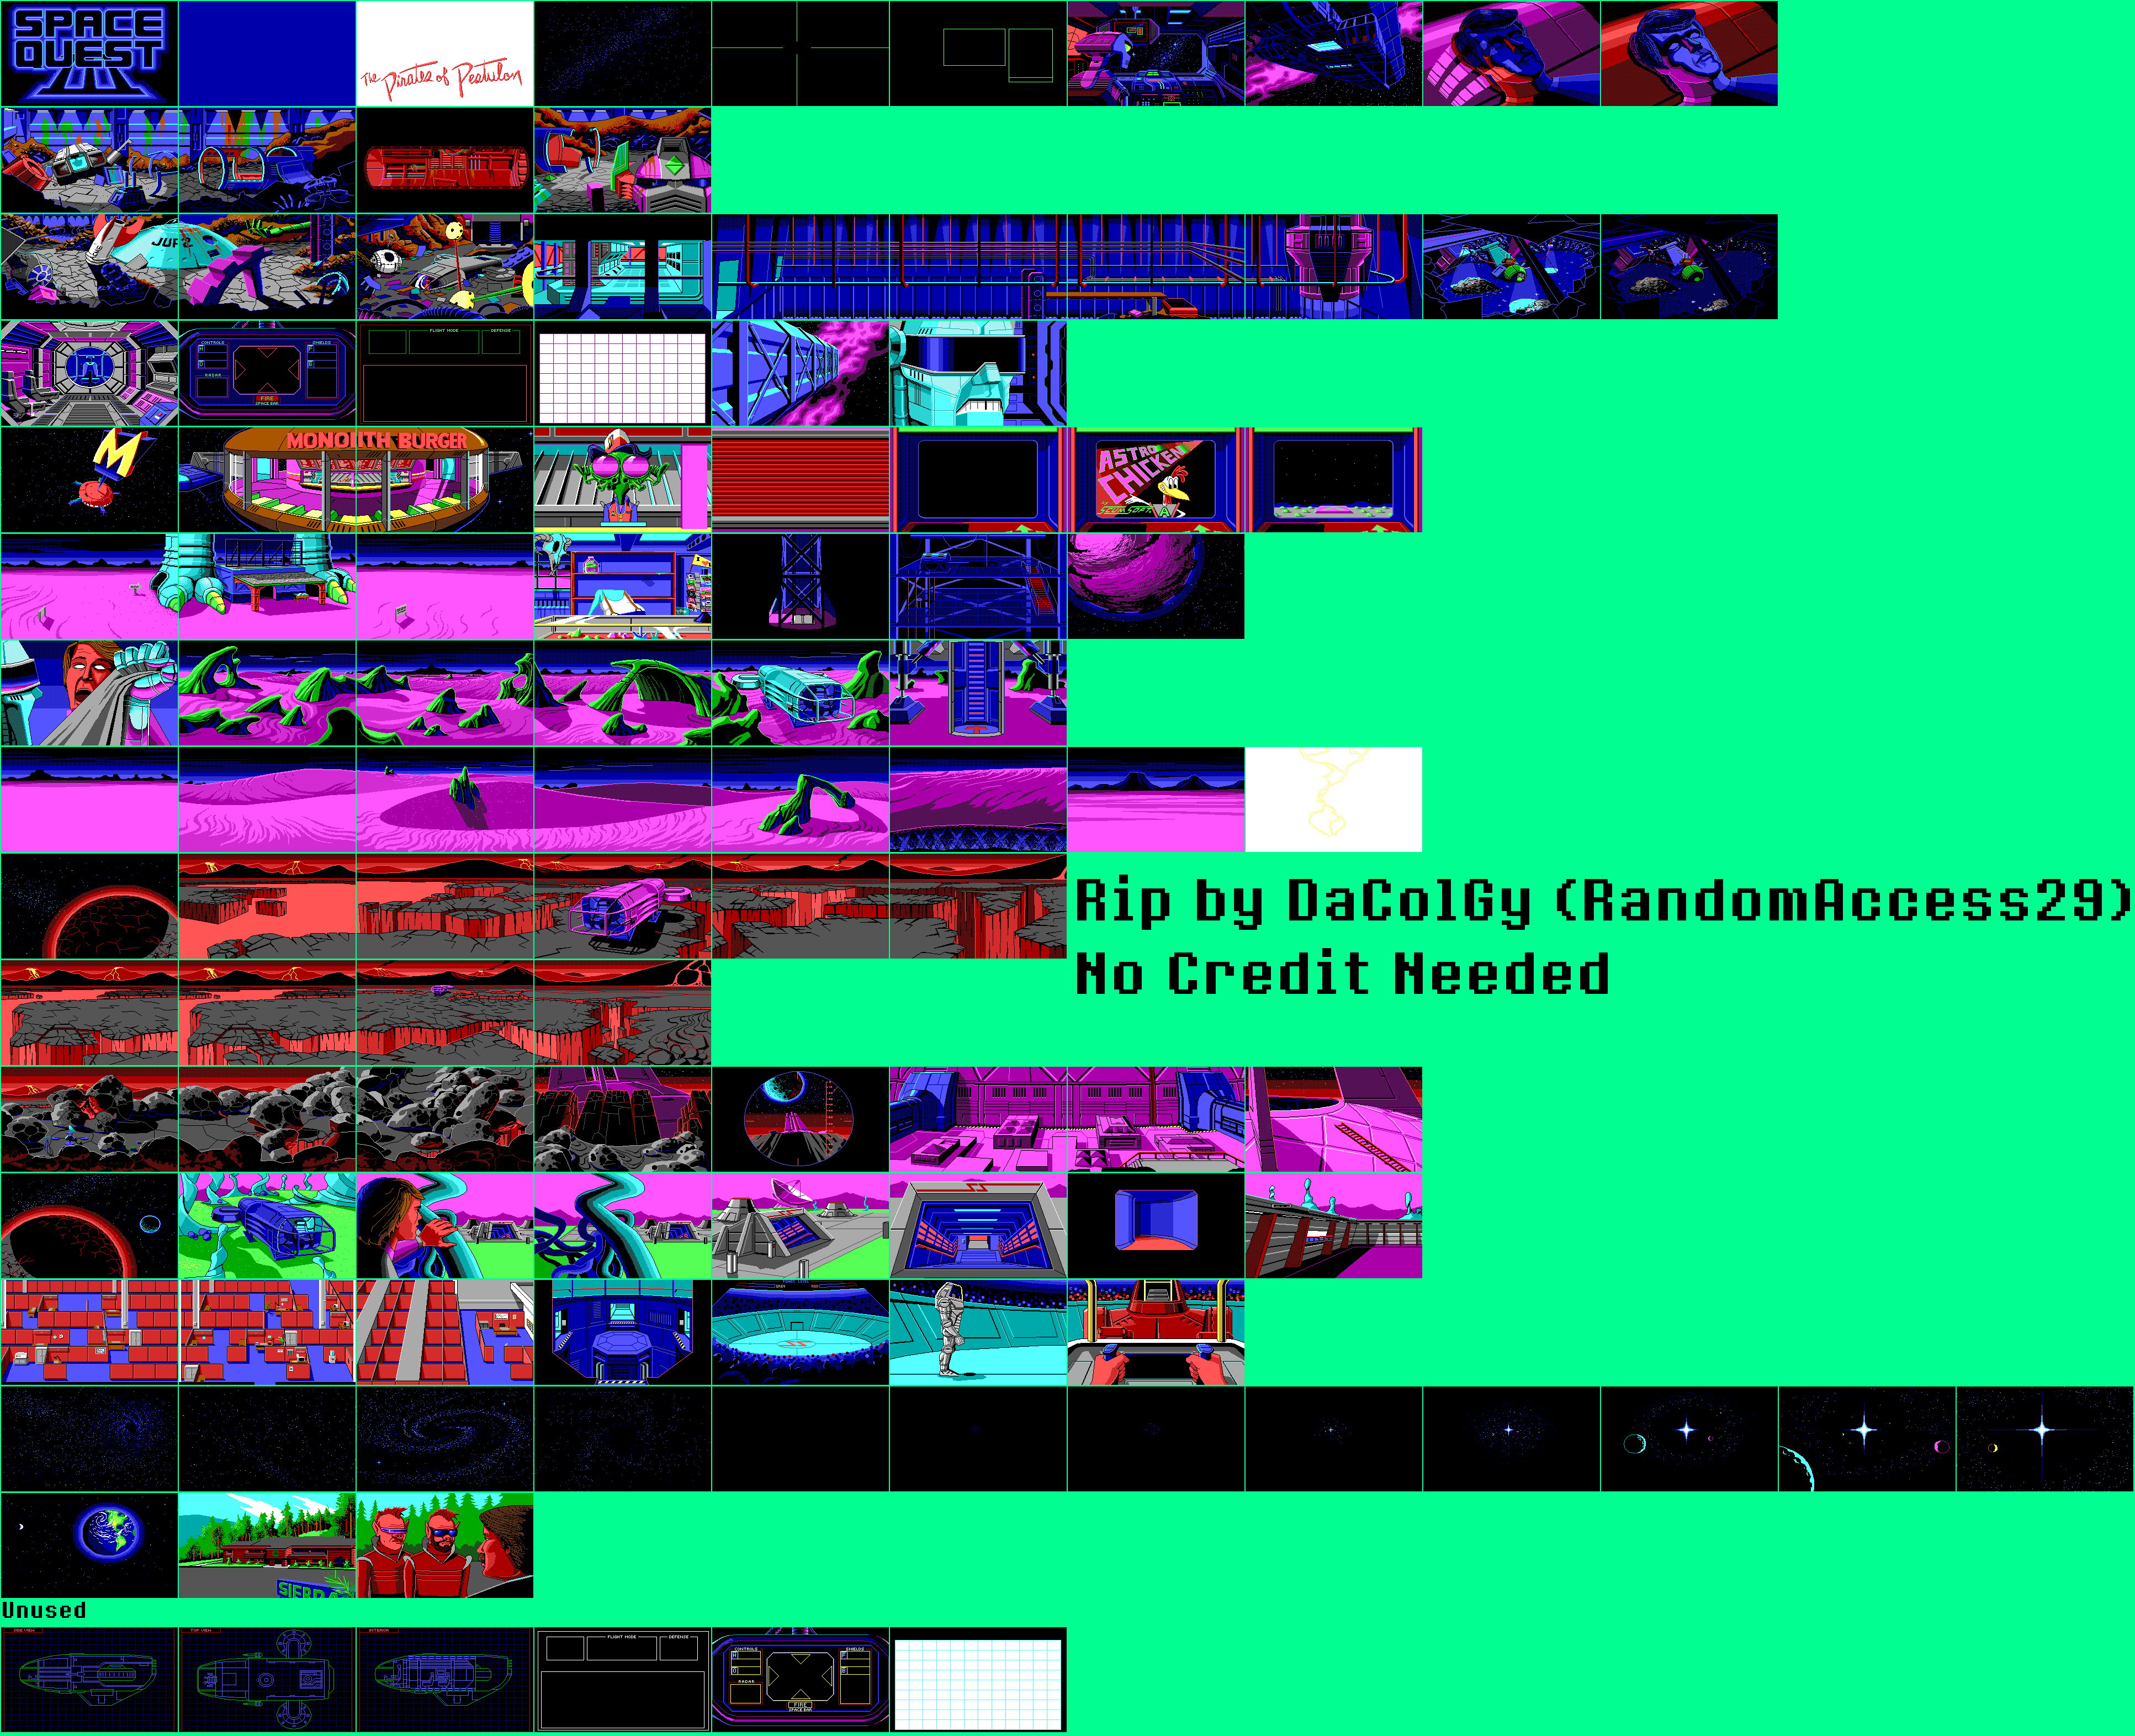 SPACE
QUEST
The Pirates of Pestulon
JUP2
CONTROLS
SHIELDS
RADAR
FIRE
SPACE BAR
FLIGHT MODE
DEFENSE
M
MONOLITH BURGER
ASTRO
CHICKEN
SCUMSOFT
A
Rip by DaColGy (RandomAccess29)
No Credit Needed
SIERRA
Unused
SIDE VIEW
TOP VIEW
INTERIOR
FLIGHT MODE
DEFENSE
CONTROLS
SHIELDS
RADAR
FIRE
SPACE BAR